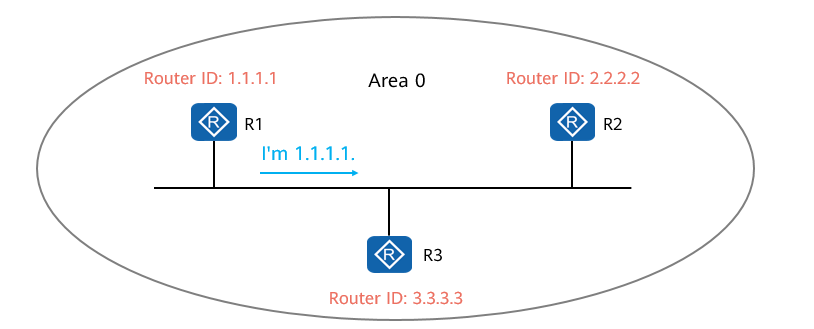 Area 0
Router ID: 1.1.1.1
Router ID: 2.2.2.2
R
R1
R
R2
I'm 1.1.1.1.
R
R3
Router ID: 3.3.3.3